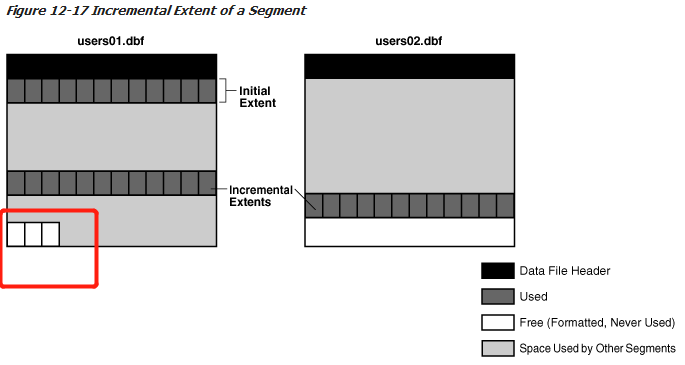 Figure 12-17 Incremental Extent of a Segment
users01.dbf
users02.dbf
Initial
Extent
Incremental
Extents
Data File Header
Used
Free (Formatted, Never Used)
Space Used by Other Segments